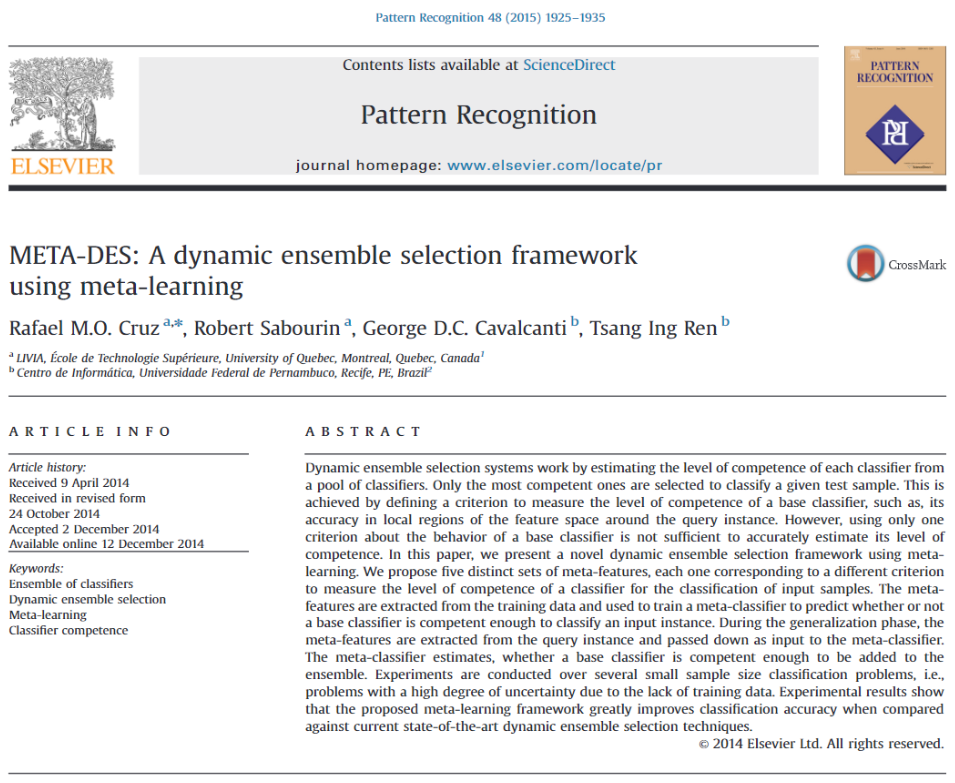 Pattern Recognition 48 (2015) 1925–1935
Contents lists available at ScienceDirect
Pattern Recognition
journal homepage: www.elsevier.com/locate/pr
ELSEVIER
PATTERN
RECOGNITION
META-DES: A dynamic ensemble selection framework
using meta-learning
CrossMark
Rafael M.O. Cruz a,*, Robert Sabourin a, George D.C. Cavalcanti b, Tsang Ing Ren b
a LIVIA, École de Technologie Supérieure, University of Quebec, Montreal, Quebec, Canada1
b Centro de Informática, Universidade Federal de Pernambuco, Recife, PE, Brazil2
ARTICLE INFO
Article history:
Received 9 April 2014
Received in revised form
24 October 2014
Accepted 2 December 2014
Available online 12 December 2014
Keywords:
Ensemble of classifiers
Dynamic ensemble selection
Meta-learning
Classifier competence
ABSTRACT
Dynamic ensemble selection systems work by estimating the level of competence of each classifier from
a pool of classifiers. Only the most competent ones are selected to classify a given test sample. This is
achieved by defining a criterion to measure the level of competence of a base classifier, such as, its
accuracy in local regions of the feature space around the query instance. However, using only one
criterion about the behavior of a base classifier is not sufficient to accurately estimate its level of
competence. In this paper, we present a novel dynamic ensemble selection framework using meta-
learning. We propose five distinct sets of meta-features, each one corresponding to a different criterion
to measure the level of competence of a classifier for the classification of input samples. The meta-
features are extracted from the training data and used to train a meta-classifier to predict whether or not
a base classifier is competent enough to classify an input instance. During the generalization phase, the
meta-features are extracted from the query instance and passed down as input to the meta-classifier.
The meta-classifier estimates, whether a base classifier is competent enough to be added to the
ensemble. Experiments are conducted over several small sample size classification problems, i.e.,
problems with a high degree of uncertainty due to the lack of training data. Experimental results show
that the proposed meta-learning framework greatly improves classification accuracy when compared
against current state-of-the-art dynamic ensemble selection techniques.
© 2014 Elsevier Ltd. All rights reserved.